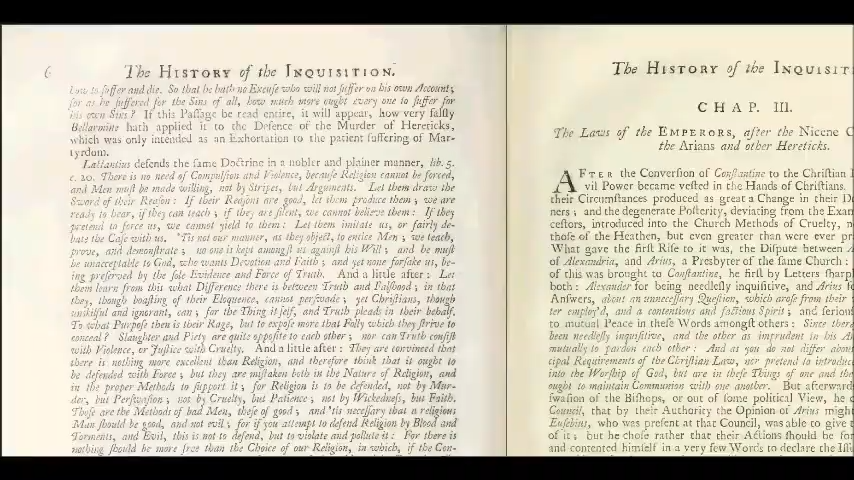 6
The HISTORY of the INQUISITION.
how to suffer and die. So that he hath no Excuse who will not suffer on his own Account;
for as he suffered for the Sins of all, how much more ought every one to suffer for
his own Sins? If this Passage be read entire, it will appear, how very falsly
Bellarmine hath applied it to the Defence of the Murder of Hereticks,
which was only intended as an Exhortation to the patient suffering of Mar-
tyrdom.
Lactantius defends the same Doctrine in a nobler and plainer manner, lib. 5.
c. 20. There is no need of Compulsion and Violence, because Religion cannot be forced,
and Men must be made willing, not by Stripes, but Arguments. Let them draw the
Sword of their Reason: If their Reasons are good, let them produce them; we are
ready to hear, if they can teach; if they are silent, we cannot believe them: If they
pretend to force us, we cannot yield to them: Let them imitate us, or fairly de-
bate the Case with us. 'Tis not our manner, as they object, to entice Men; we teach,
prove, and demonstrate; no one is kept amongst us against his Will; and he must
be unacceptable to God, who wants Devotion and Faith; and yet none forsake us, be-
ing preserved by the sole Evidence and Force of Truth. And a little after: Let
them learn from this what Difference there is between Truth and Falshood; in that
they, though boasting of their Eloquence, cannot perswade; yet Christians, though
unskilful and ignorant, can; for the Thing it self, and Truth pleads in their behalf.
To what Purpose then is their Rage, but to expose more that Folly which they strive to
conceal? Slaughter and Piety are quite opposite to each other; nor can Truth consist
with Violence, or Justice with Cruelty. And a little after: They are convinced that
there is nothing more excellent than Religion, and therefore think that it ought to
be defended with Force; but they are mistaken both in the Nature of Religion, and
in the proper Methods to support it; for Religion is to be defended, not by Mur-
der, but Perswasion; not by Cruelty, but Patience; not by Wickedness, but Faith.
Those are the Methods of bad Men, these of good; and 'tis necessary that a religious
Man should be good, and not evil; for if you attempt to defend Religion by Blood and
Torments, and Evil, this is not to defend, but to violate and pollute it: For there is
nothing should be more free than the Choice of our Religion, in which, if the Con-
The HISTORY of the INQUISIT
CHAP. III.
The Laws of the EMPERORS, after the Nicene C
the Arians and other Hereticks.
AFTER the Conversion of Constantine to the Christian
vil Power became vested in the Hands of Christians.
their Circumstances produced as great a Change in their D
ners; and the degenerate Posterity, deviating from the Exam
cestors, introduced into the Church Methods of Cruelty, n
those of the Heathen, but even greater than were ever pr
What gave the first Rise to it was, the Dispute between A
of Alexandria, and Arius, a Presbyter of the same Church:
of this was brought to Constantine, he first by Letters sharp
both: Alexander for being needlesly inquisitive, and Arius f
Answers, about an unnecessary Question, which arose from their
ter employ'd, and a contentious and factious Spirit; and seriou
to mutual Peace in these Words amongst others: Since there
been needlesly inquisitive, and the other as imprudent in his A
mutually to pardon each other: And as you do not differ about
cipal Requirements of the Christian Law, nor pretend to introduc
into the Worship of God, but are in these Things of one and the
ought to maintain Communion with one another. But afterward
swasion of the Bishops, or out of some political View, he c
Council, that by their Authority the Opinion of Arius might
Eusebius, who was present at that Council, was able to give t
of it; but he chose rather that their Actions should be for
and contented himself in a very few Words to declare the Iss